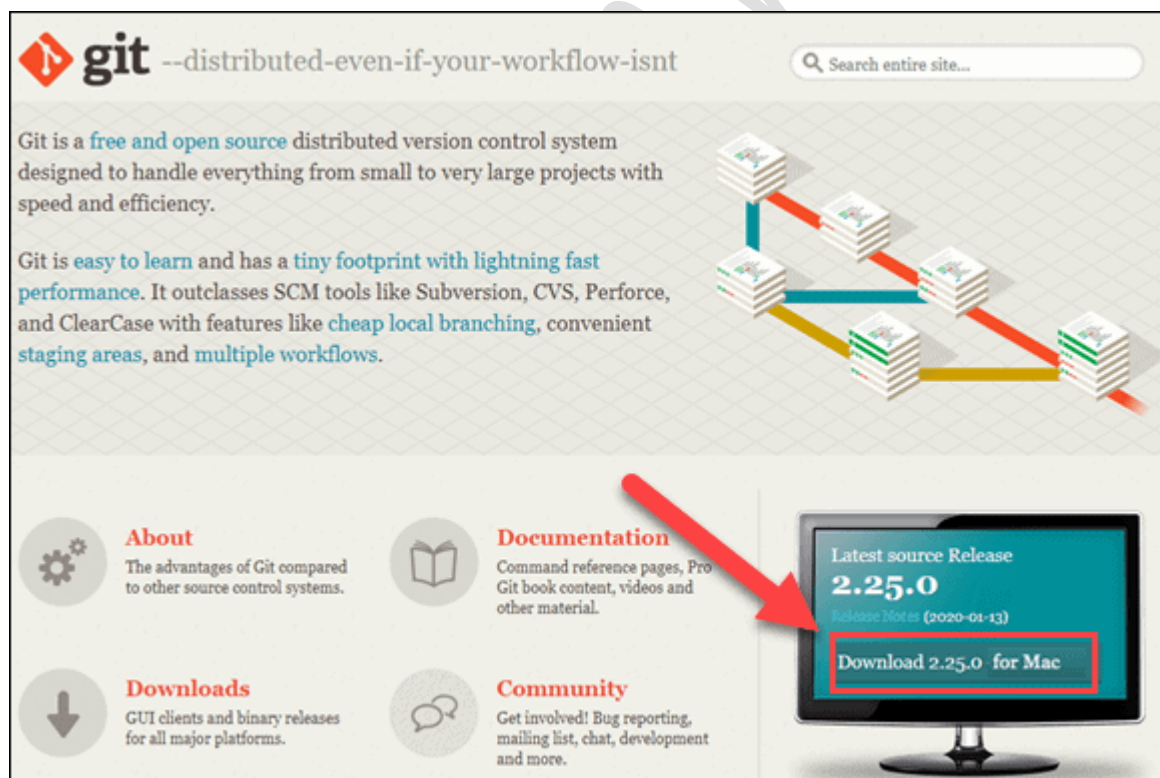 git --distributed-even-if-your-workflow-isnt
Search entire site...
Git is a free and open source distributed version control system
designed to handle everything from small to very large projects with
speed and efficiency.
Git is easy to learn and has a tiny footprint with lightning fast
performance. It outclasses SCM tools like Subversion, CVS, Perforce,
and ClearCase with features like cheap local branching, convenient
staging areas, and multiple workflows.
About
The advantages of Git compared
to other source control systems.
Documentation
Command reference pages, Pro
Git book content, videos and
other material.
Downloads
GUI clients and binary releases
for all major platforms.
Community
Get involved! Bug reporting,
mailing list, chat, development
and more.
Latest source Release
2.25.0
Release Notes (2020-01-13)
Download 2.25.0 for Mac